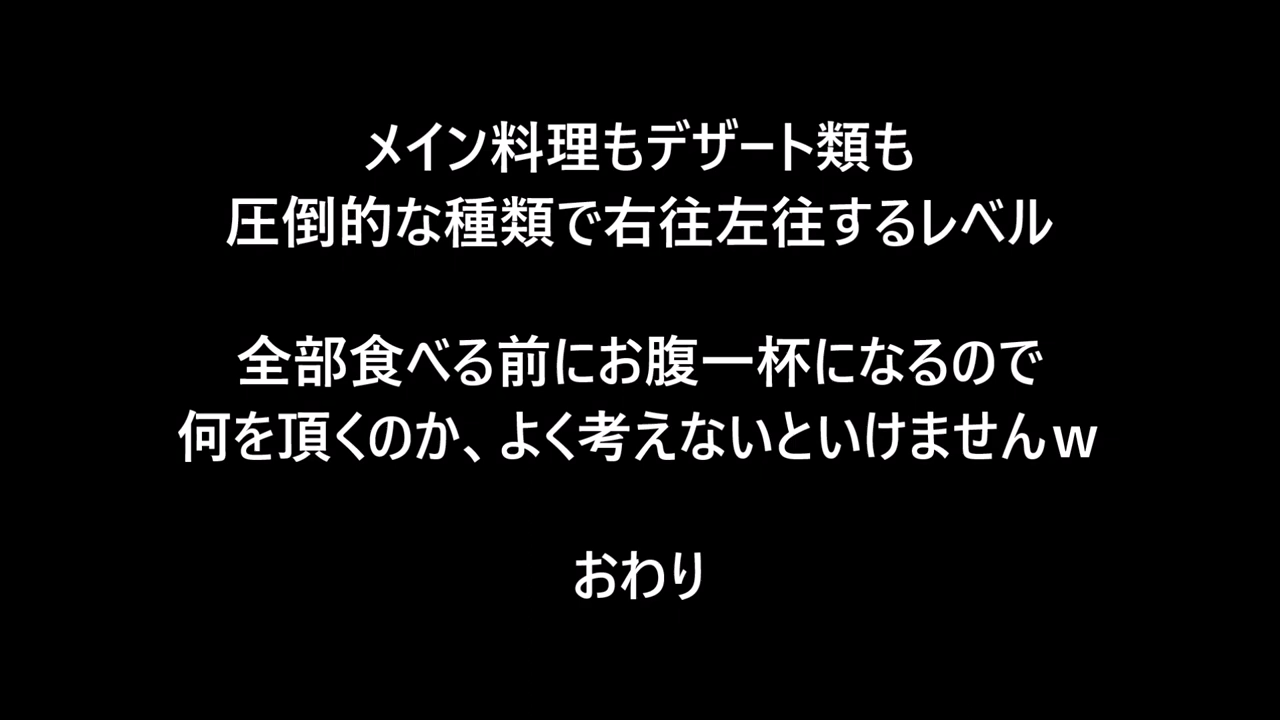 メイン料理もデザート類も
圧倒的な種類で右往左往するレベル
全部食べる前にお腹一杯になるので
何を頂くのか、よく考えないといけませんｗ
おわり